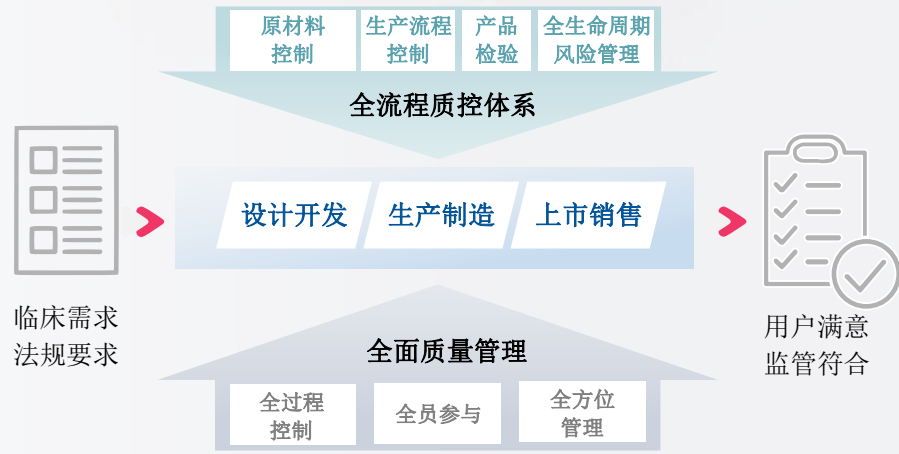 原材料
控制
生产流程
控制
产品
检验
全生命周期
风险管理
全流程质控体系
设计开发
生产制造
上市销售
临床需求
法规要求
用户满意
监管符合
全面质量管理
全过程
控制
全员参与
全方位
管理